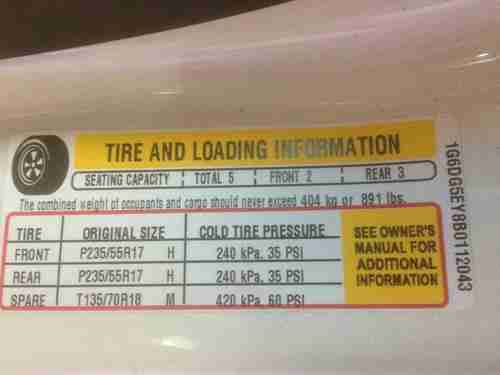 TIRE AND LOADING INFORMATION
SEATING CAPACITY TOTAL 5 FRONT 2 REAR 3
The combined weight of occupants and cargo should never exceed 404 kg or 891 lbs.
TIRE ORIGINAL SIZE COLD TIRE PRESSURE
FRONT P235/55R17 H 240 kPa, 35 PSI
REAR P235/55R17 H 240 kPa, 35 PSI
SPARE T135/70R18 M 420 kPa, 60 PSI
SEE OWNER'S
MANUAL FOR
ADDITIONAL
INFORMATION
1G6DG5EY8B0112043